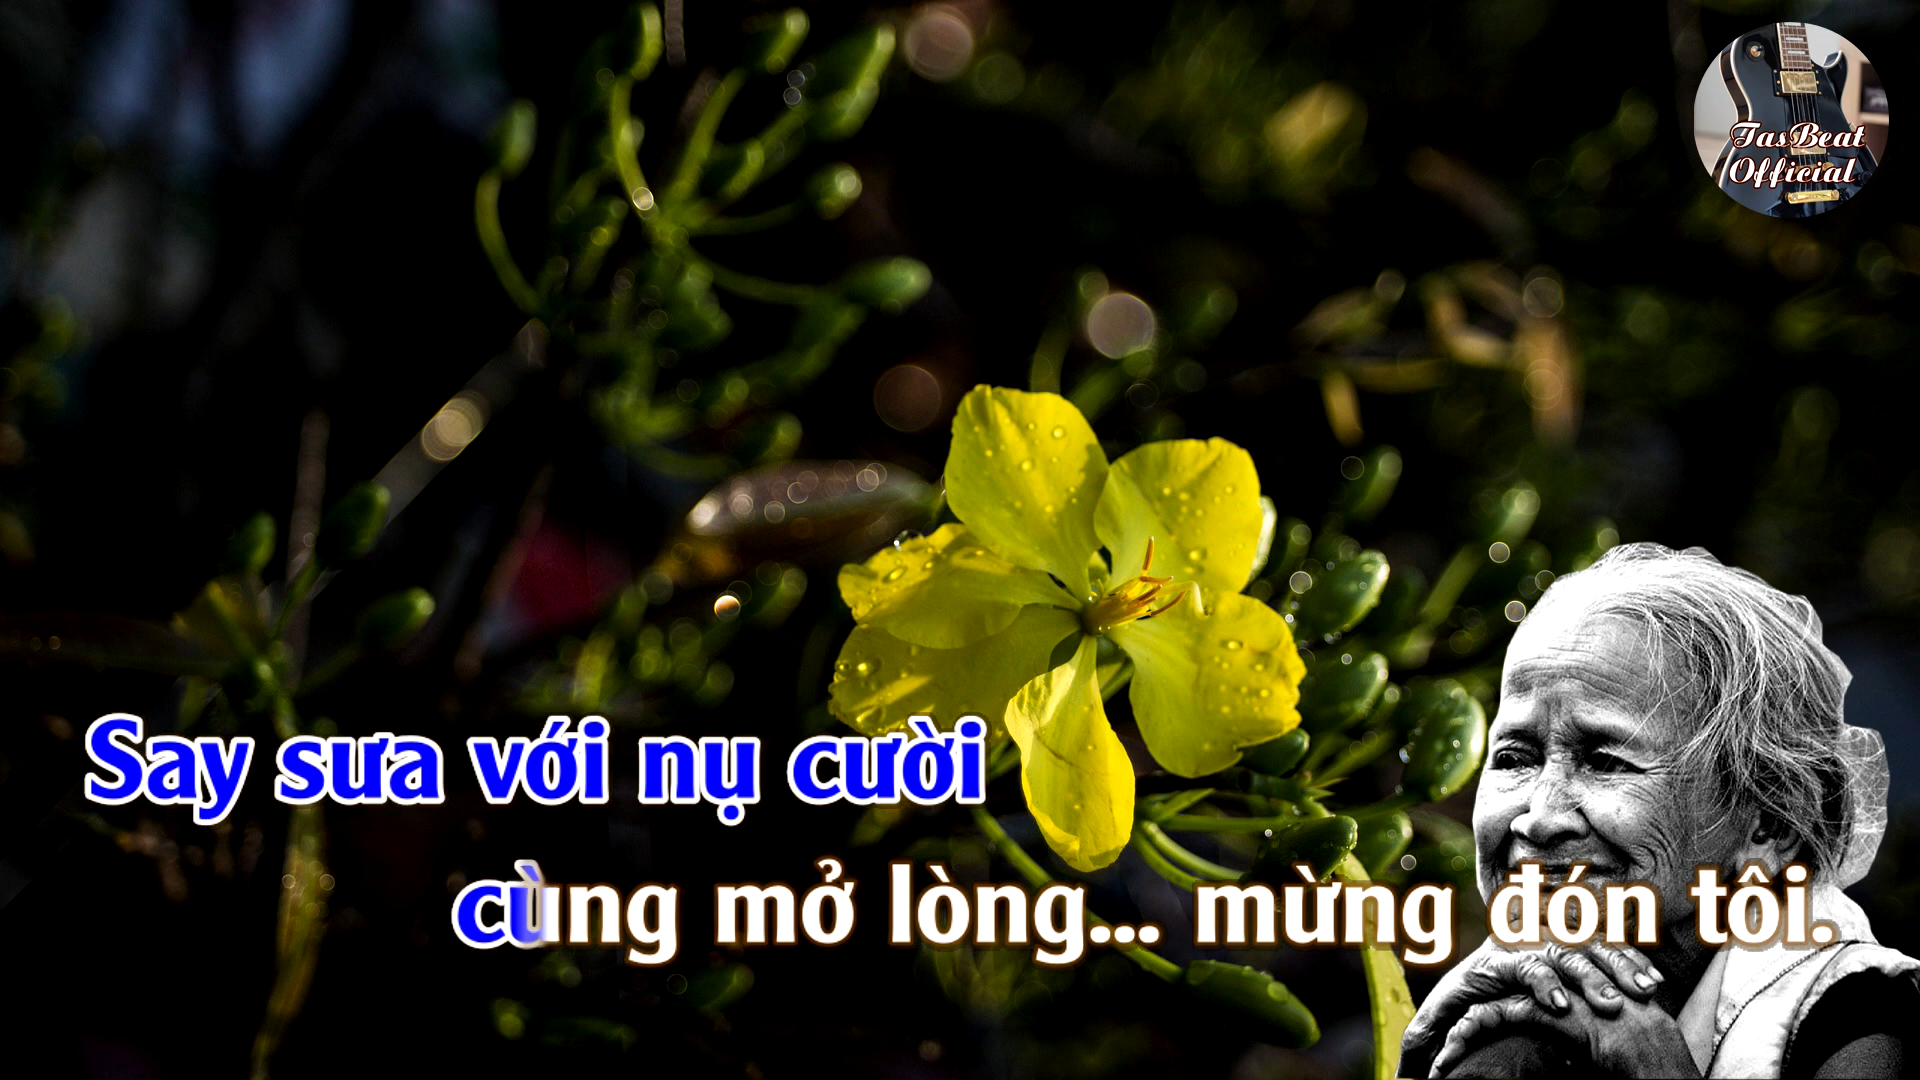 TasBeat
Official
Say sưa với nụ cười
cùng mở lòng... mừng đón tôi.